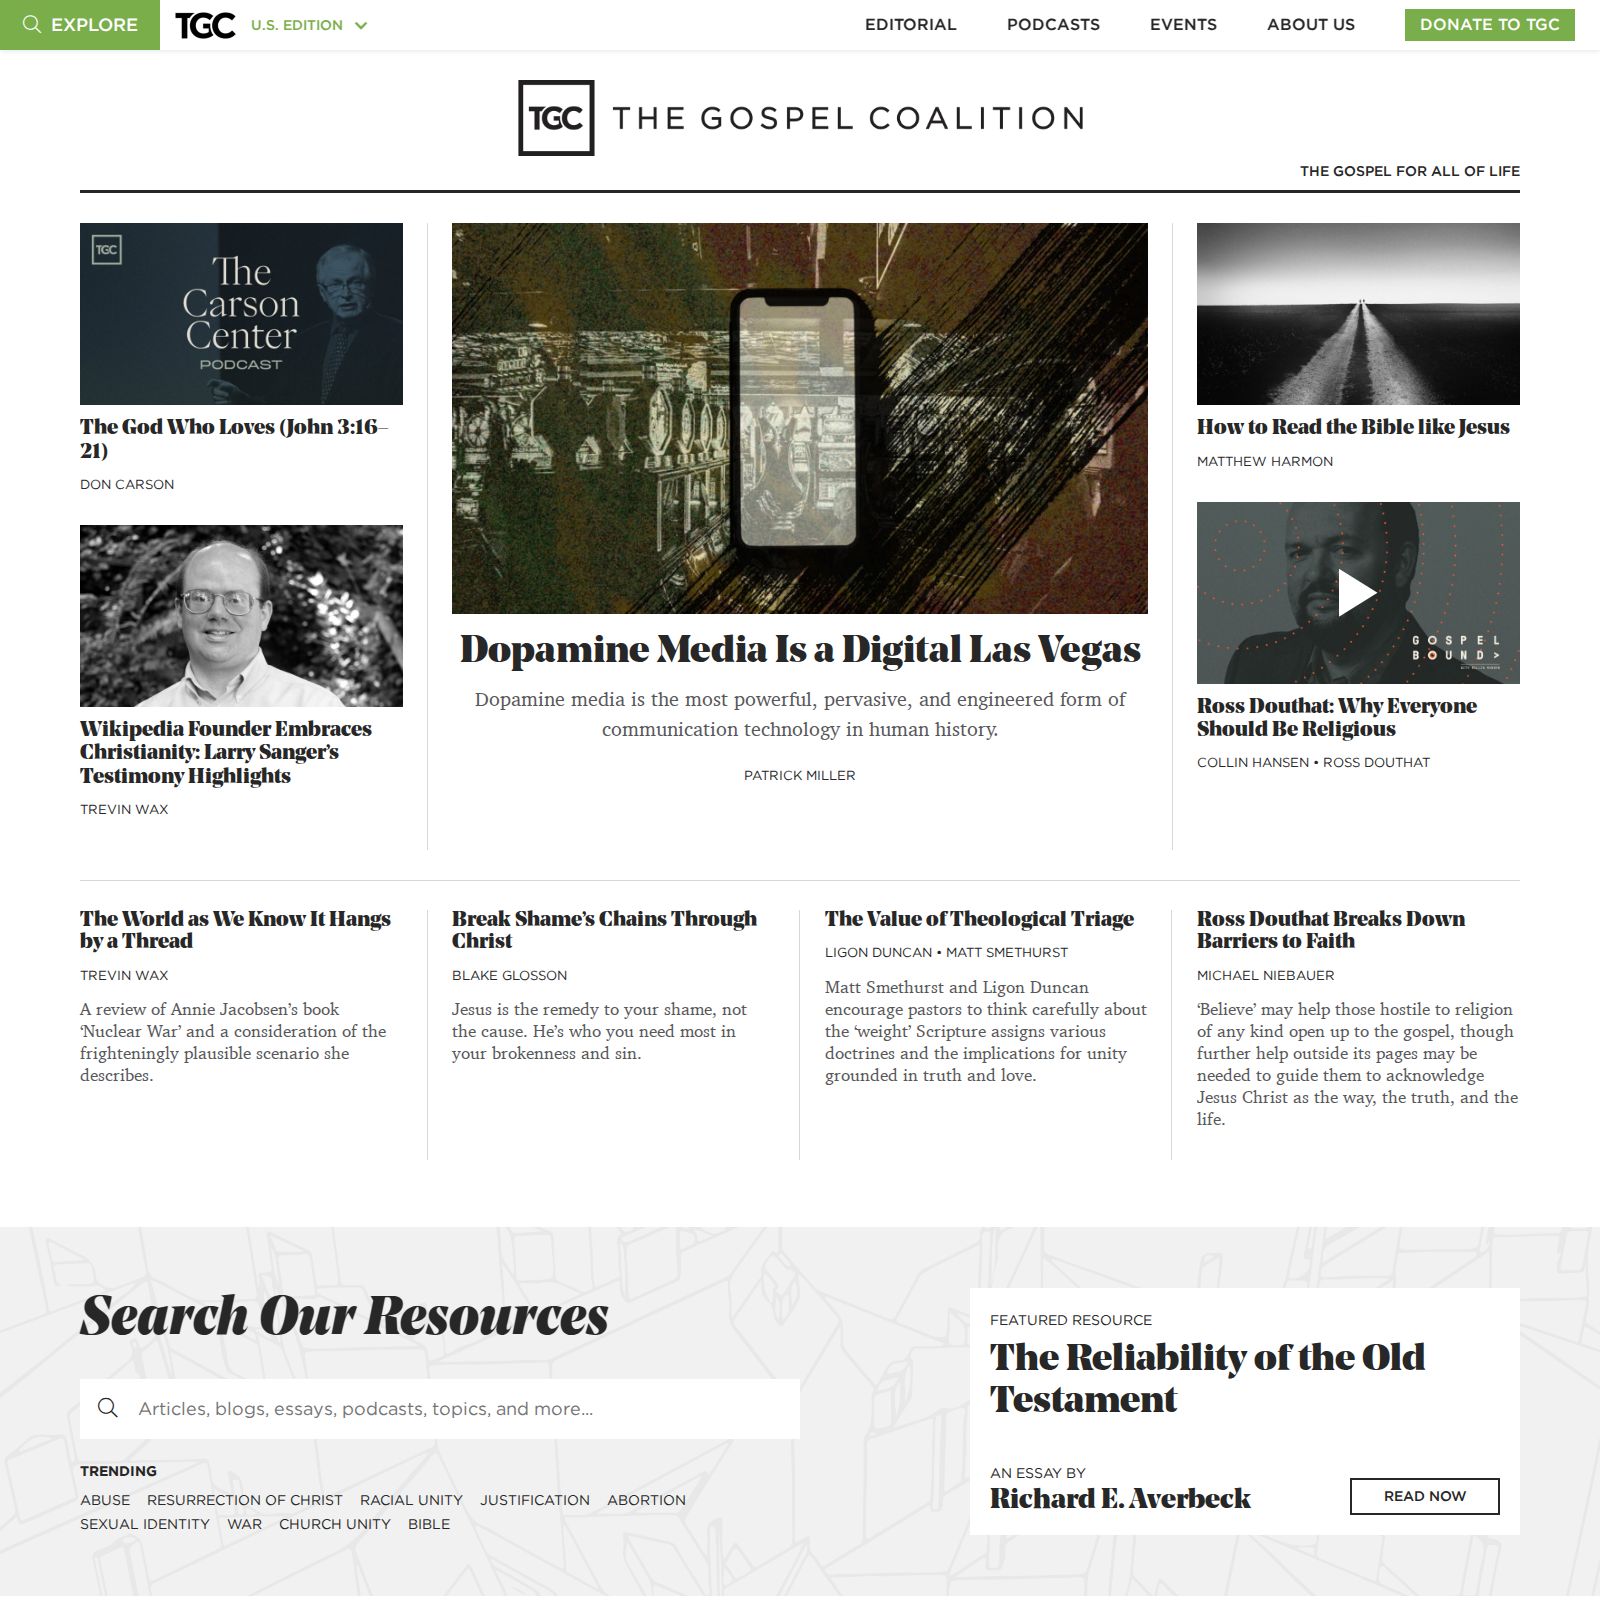 EXPLORE
TGC
U.S. EDITION
EDITORIAL
PODCASTS
EVENTS
ABOUT US
DONATE TO TGC
TGC
THE GOSPEL COALITION
THE GOSPEL FOR ALL OF LIFE
TGC
The
Carson
Center
PODCAST
The God Who Loves (John 3:16–
21)
DON CARSON
Wikipedia Founder Embraces
Christianity: Larry Sanger’s
Testimony Highlights
TREVIN WAX
Dopamine Media Is a Digital Las Vegas
Dopamine media is the most powerful, pervasive, and engineered form of
communication technology in human history.
PATRICK MILLER
How to Read the Bible like Jesus
MATTHEW HARMON
GOSPEL
BOUND>
Ross Douthat: Why Everyone
Should Be Religious
COLLIN HANSEN • ROSS DOUTHAT
The World as We Know It Hangs
by a Thread
TREVIN WAX
A review of Annie Jacobsen’s book
‘Nuclear War’ and a consideration of the
frighteningly plausible scenario she
describes.
Break Shame’s Chains Through
Christ
BLAKE GLOSSON
Jesus is the remedy to your shame, not
the cause. He’s who you need most in
your brokenness and sin.
The Value of Theological Triage
LIGON DUNCAN • MATT SMETHURST
Matt Smethurst and Ligon Duncan
encourage pastors to think carefully about
the ‘weight’ Scripture assigns various
doctrines and the implications for unity
grounded in truth and love.
Ross Douthat Breaks Down
Barriers to Faith
MICHAEL NIEBAUER
‘Believe’ may help those hostile to religion
of any kind open up to the gospel, though
further help outside its pages may be
needed to guide them to acknowledge
Jesus Christ as the way, the truth, and the
life.
Search Our Resources
Articles, blogs, essays, podcasts, topics, and more...
TRENDING
ABUSE RESURRECTION OF CHRIST RACIAL UNITY JUSTIFICATION ABORTION
SEXUAL IDENTITY WAR CHURCH UNITY BIBLE
FEATURED RESOURCE
The Reliability of the Old
Testament
AN ESSAY BY
Richard E. Averbeck
READ NOW